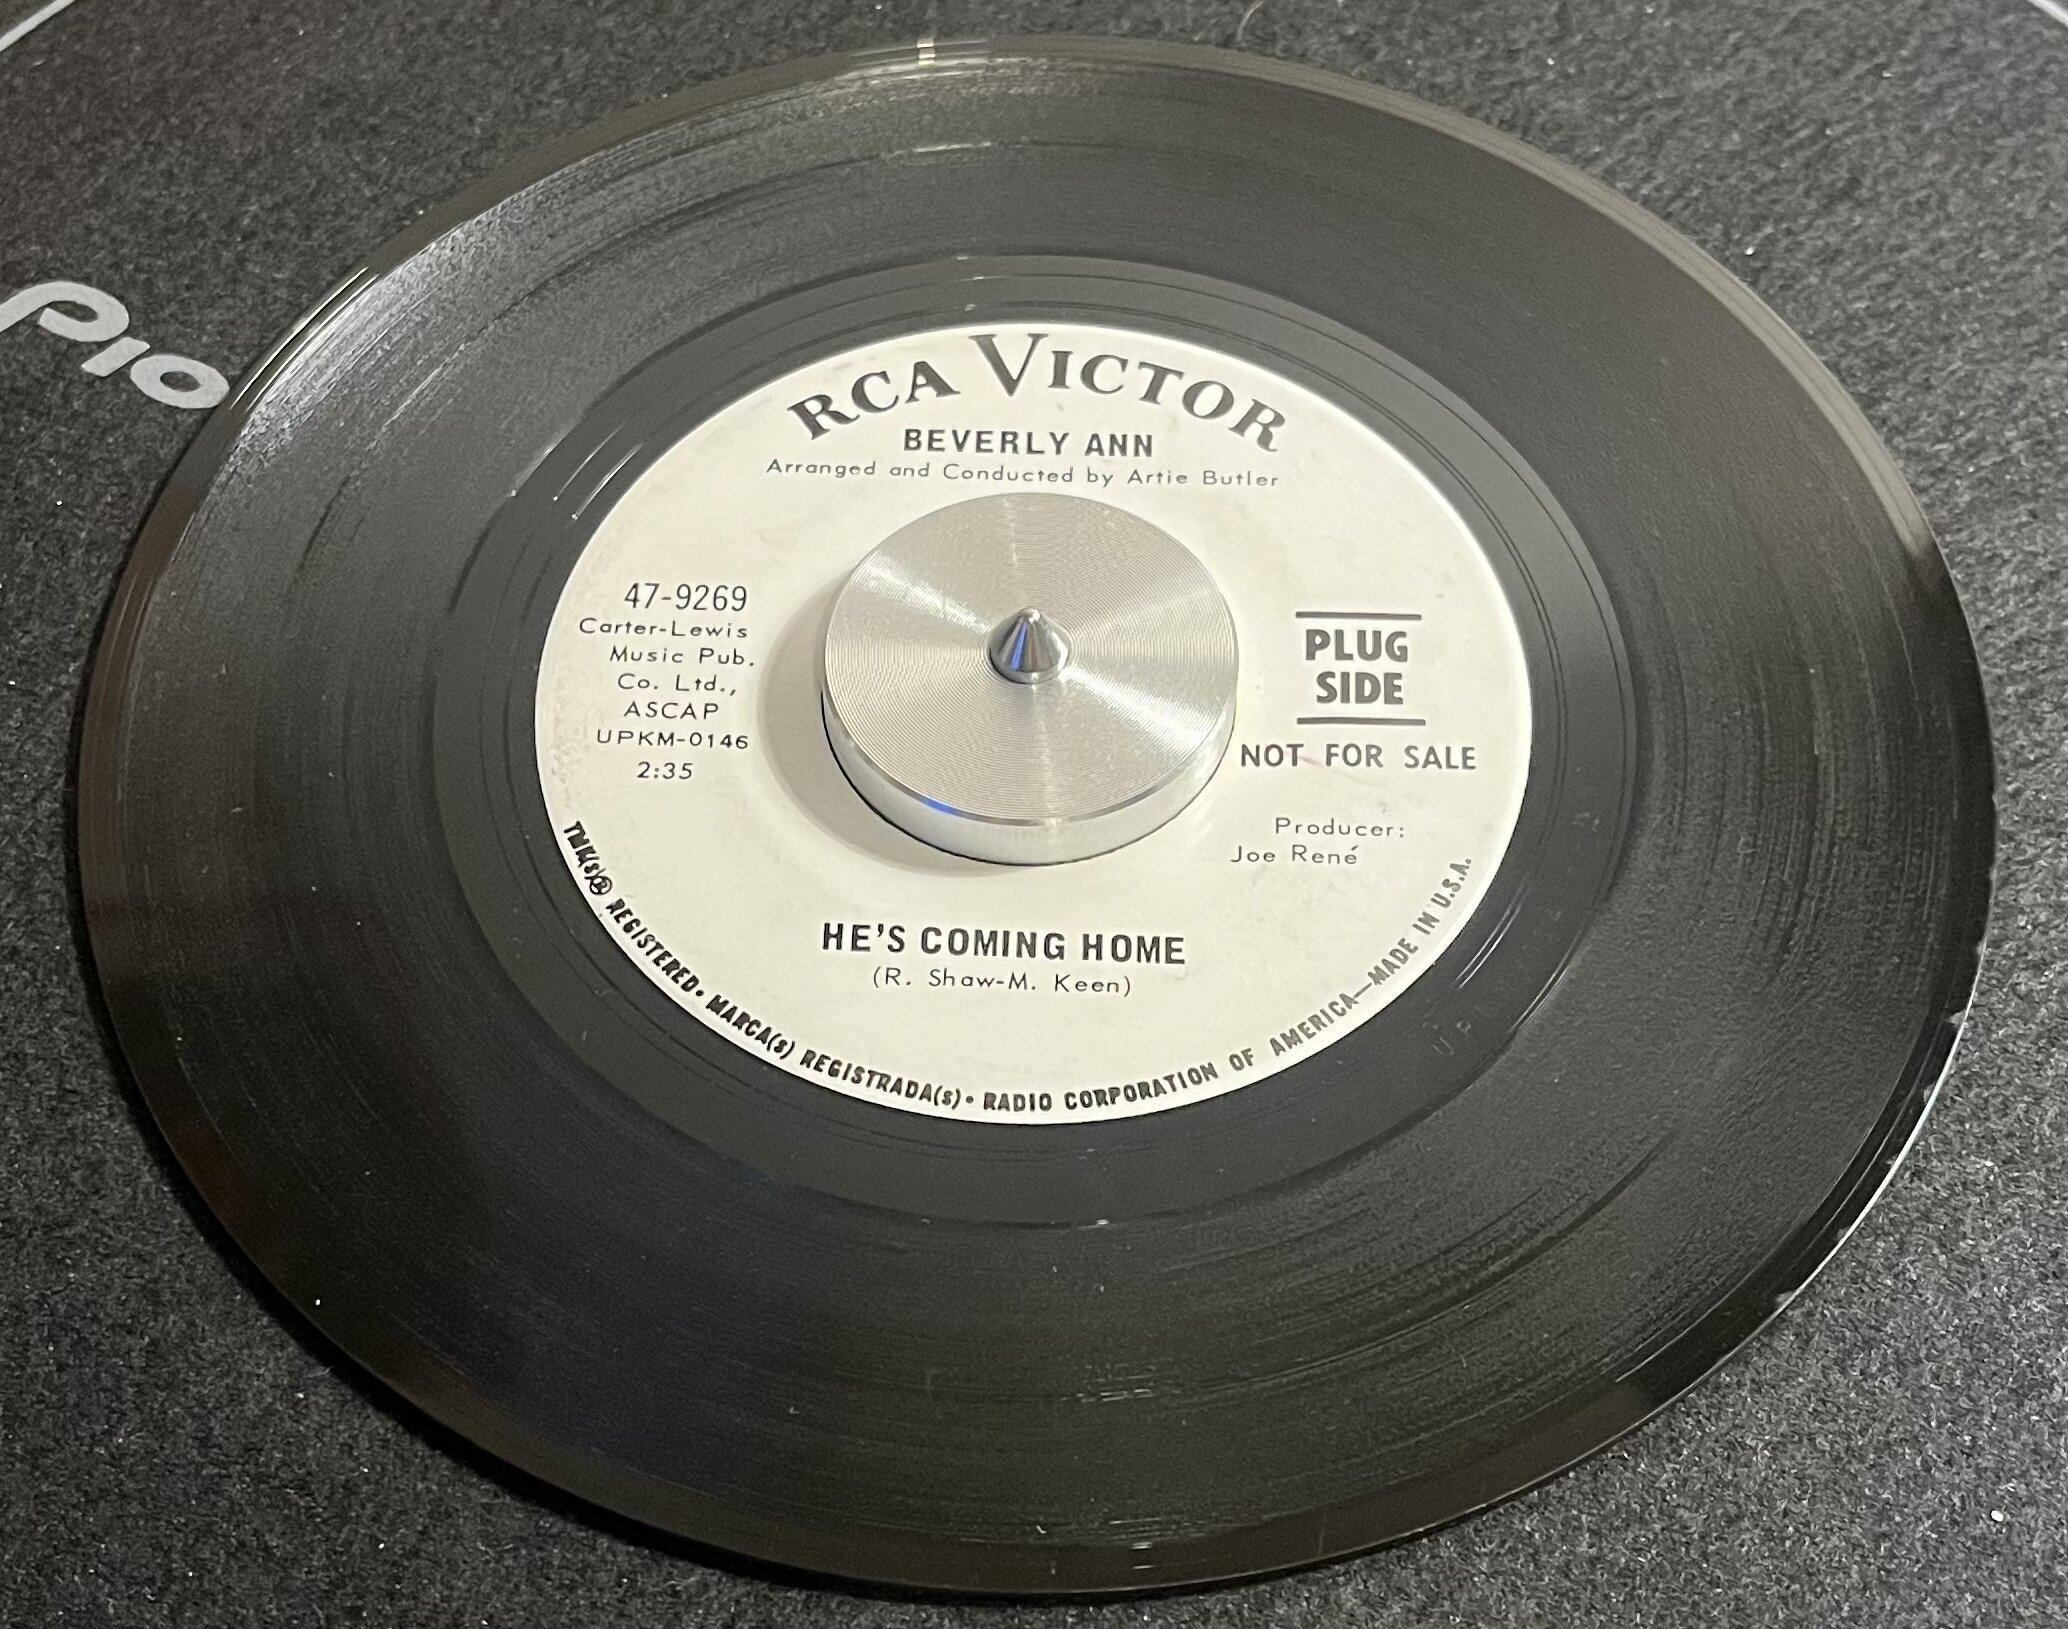 RCA VICTOR
BEVERLY ANN
Arranged and Conducted by Artie Butler
47-9269
Carter-Lewis
Music Pub.
Co. Ltd.,
ASCAP
UPKM-0146
2:35
PLUG
SIDE
NOT FOR SALE
Producer:
Joe René
HE'S COMING HOME
(R. Shaw-M. Keen)
TMK(s)® REGISTERED • MARCA(s) REGISTRADA(s) • RADIO CORPORATION OF AMERICA—MADE IN U.S.A.
PIO